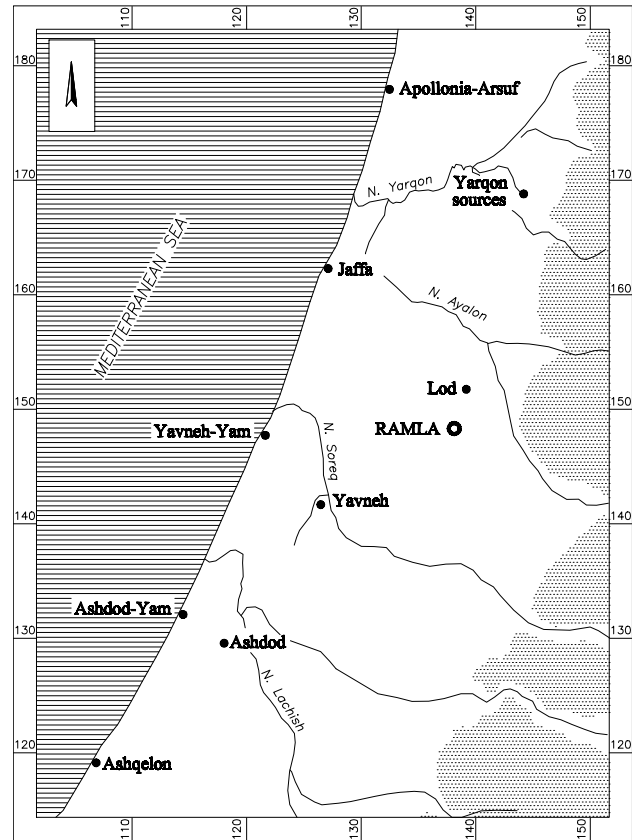 110 120 130 140 150
180 180
Apollonia-Arsuf
170 170
N. Yarqon
Yarqon
sources
MEDITERRANEAN SEA
Jaffa
160 160
N. Ayalon
Lod
150 150
RAMLA
Yavneh-Yam
N. Soreq
Yavneh
140 140
Ashdod-Yam
130 130
Ashdod
N. Lachish
120 120
Ashqelon
110 120 130 140 150